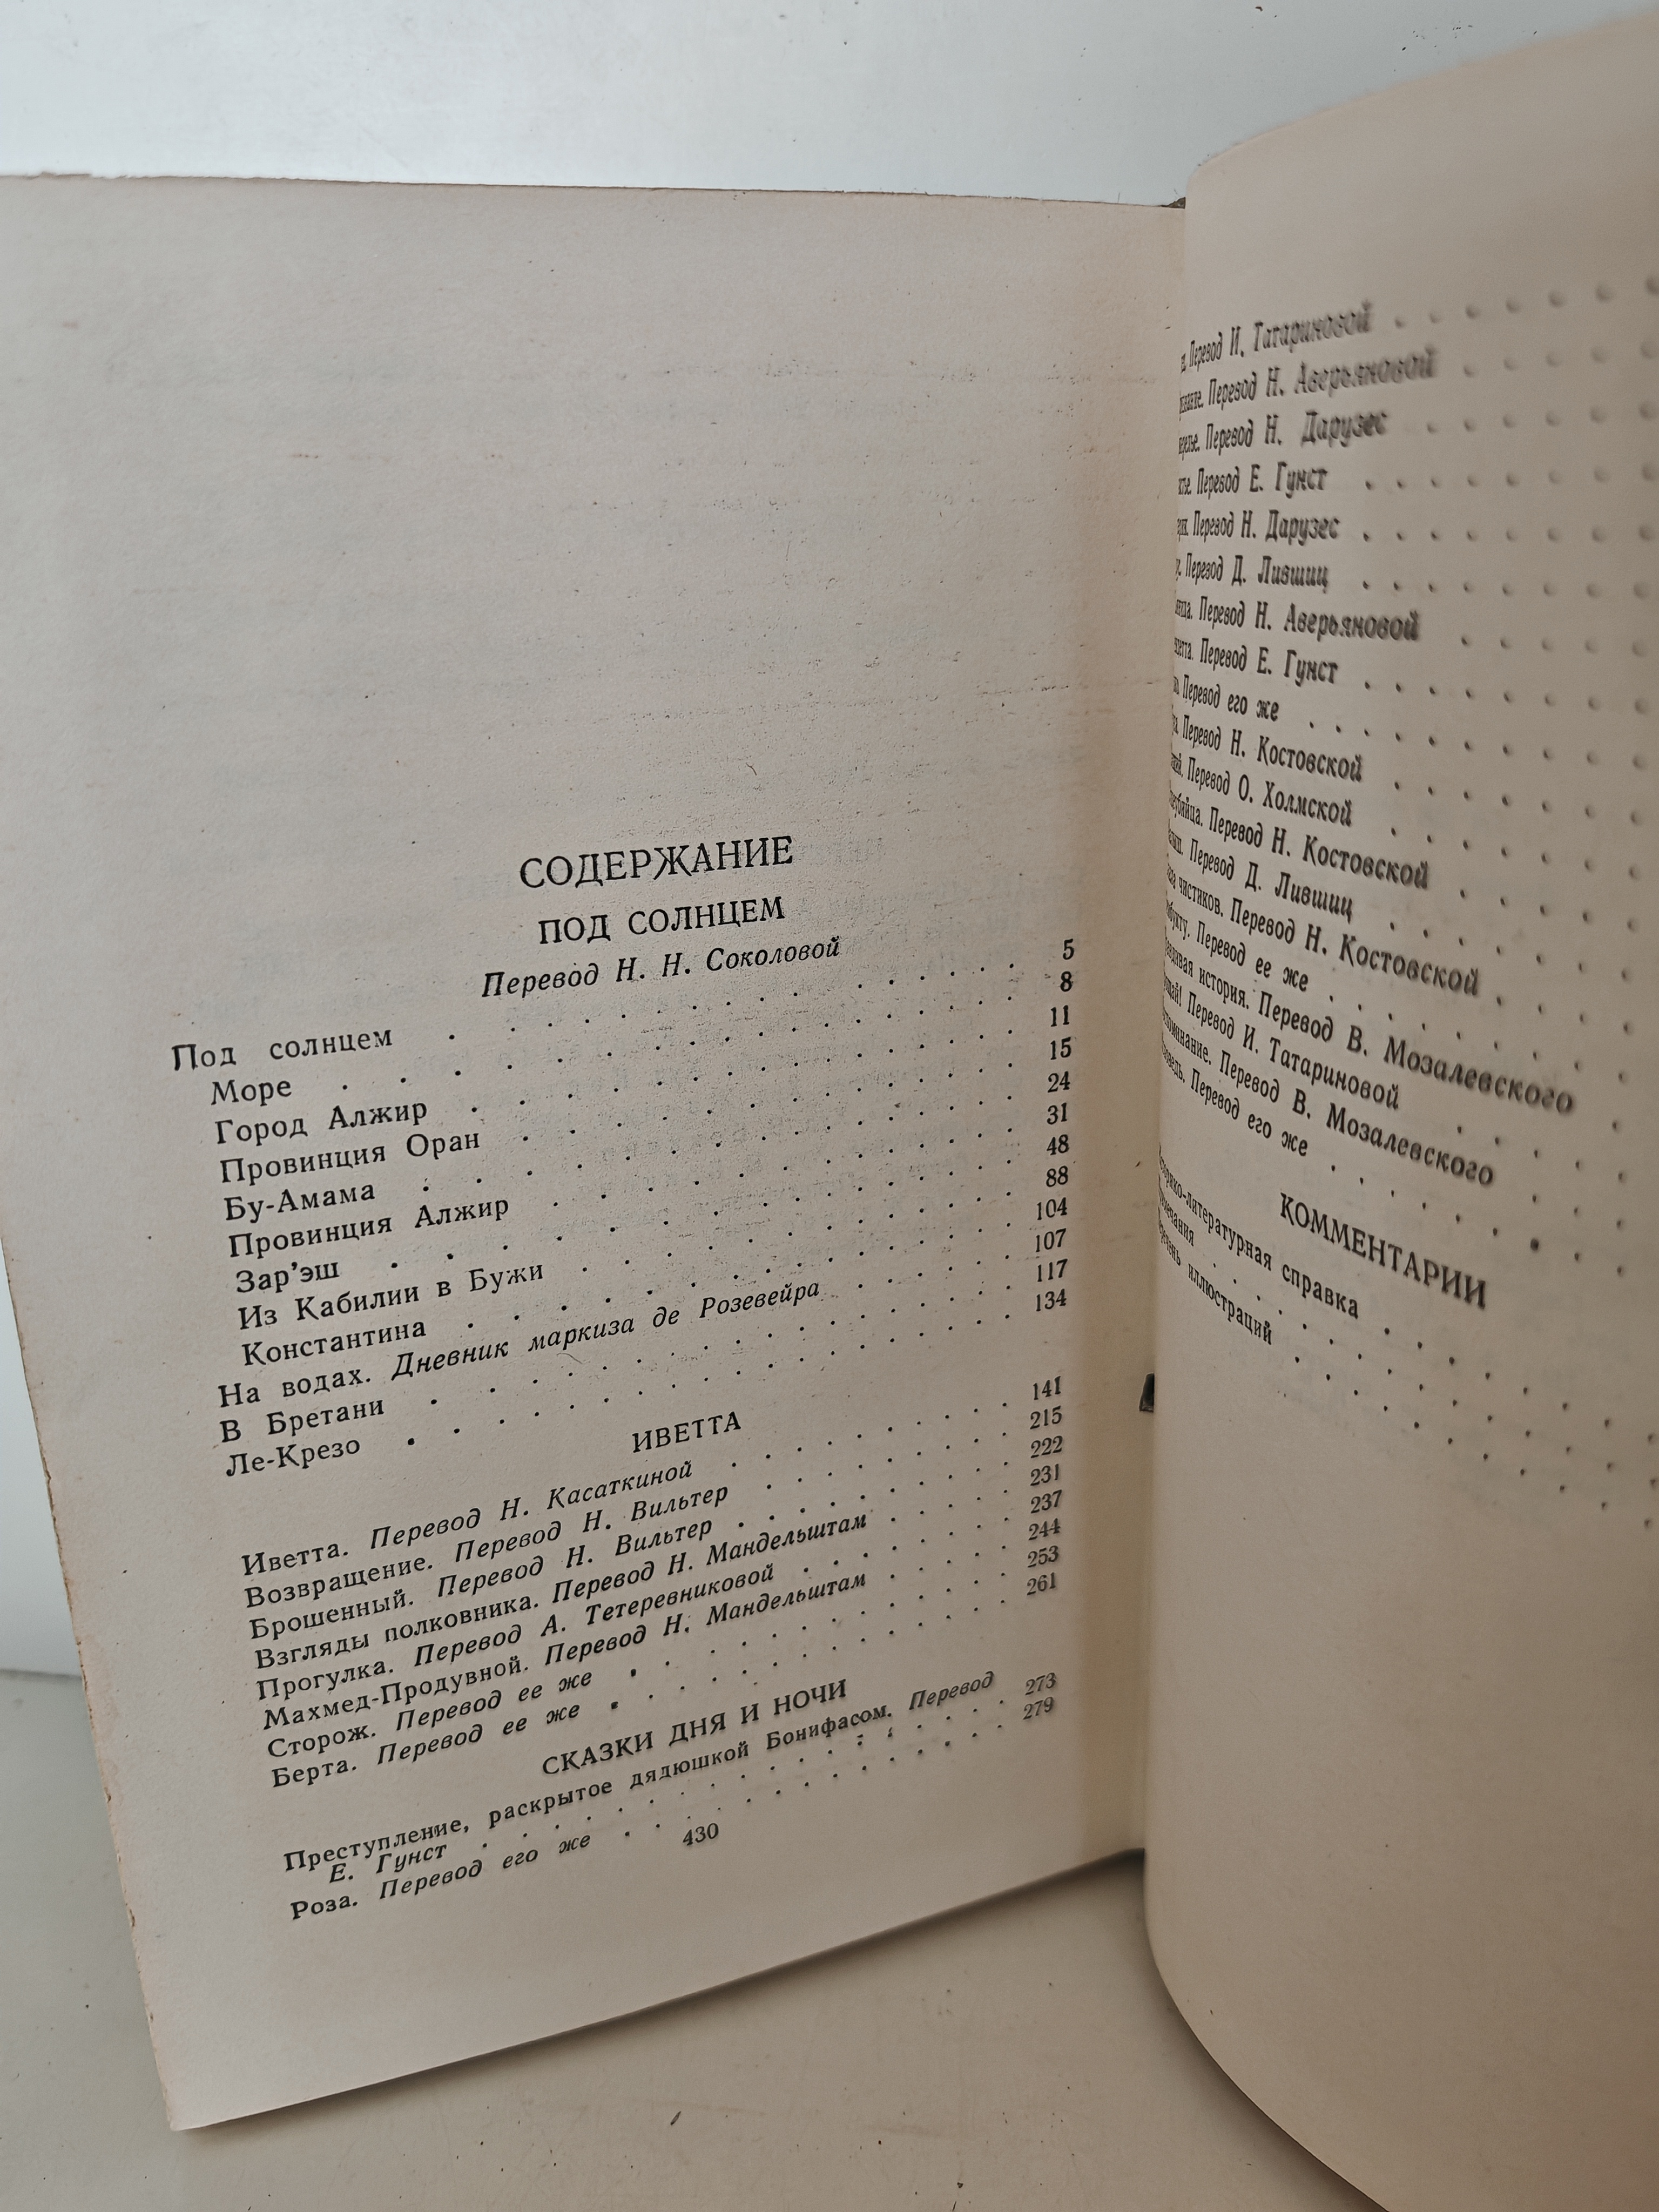 СОДЕРЖАНИЕ
ПОД СОЛНЦЕМ
Перевод Н. Н. Соколовой
Под солнцем . . . . . . . . . . 5
Море . . . . . . . . . . 8
Город Алжир . . . . . . . . . . 11
Провинция Оран . . . . . . . . . . 15
Бу-Амама . . . . . . . . . . 24
Провинция Алжир . . . . . . . . . . 31
Зар’эш . . . . . . . . . . 48
Из Кабилии в Бужи . . . . . . . . . . 88
Константина . . . . . . . . . . 104
На водах. Дневник маркиза де Розевейра . . . . . 107
В Бретани . . . . . . . . . . 117
Ле-Крезо . . . . . . . . . . 134
ИВЕТТА
Иветта. Перевод Н. Касаткиной . . . . . . 141
Возвращение. Перевод Н. Вильтер . . . . . . 215
Брошенный. Перевод Н. Вильтер . . . . . . 222
Взгляды полковника. Перевод Н. Мандельштам . . . . 231
Прогулка. Перевод А. Тетеревниковой . . . . . . 237
Махмед-Продувной. Перевод Н. Мандельштам . . . . 244
Сторож. Перевод ее же . . . . . . . . 253
Берта. Перевод ее же . . . . . . . . 261
СКАЗКИ ДНЯ И НОЧИ
Преступление, раскрытое дядюшкой Бонифасом. Перевод
Е. Гунст . . . . . . . . . . 273
Роза. Перевод его же . . . . . . . . 279
430
Перевод И. Татариновой
Перевод Н. Аверьяновой
Перевод Н. Дарузес
Перевод Е. Гунст
Перевод Н. Дарузес
Перевод Д. Лившиц
Перевод Н. Аверьяновой
Перевод Е. Гунст
Перевод его же
Перевод Н. Костовской
Перевод О. Холмской
Перевод Н. Костовской
Перевод Д. Лившиц
чистиков. Перевод Н. Костовской
Перевод ее же
история. Перевод В. Мозалевского
Перевод И. Татариновой
Перевод В. Мозалевского
Перевод его же
КОММЕНТАРИИ
справка
иллюстраций